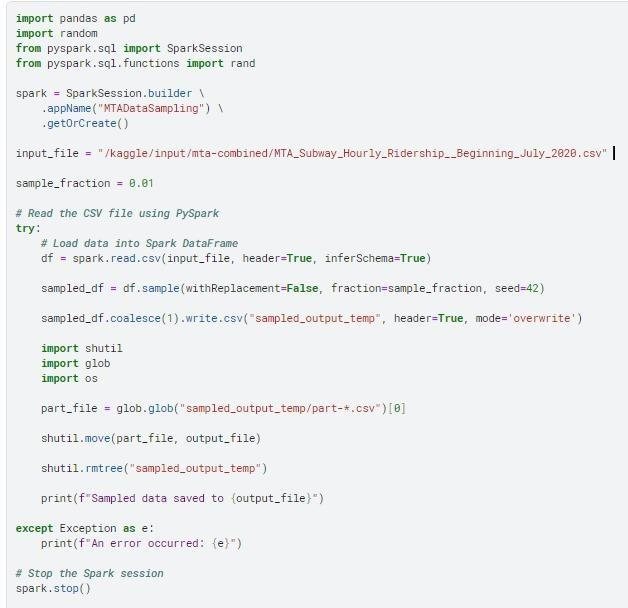 import pandas as pd
import random
from pyspark.sql import SparkSession
from pyspark.sql.functions import rand

spark = SparkSession.builder \
    .appName("MTADataSampling") \
    .getOrCreate()

input_file = "/kaggle/input/mta-combined/MTA_Subway_Hourly_Ridership__Beginning_July_2020.csv"

sample_fraction = 0.01

# Read the CSV file using PySpark
try:
    # Load data into Spark DataFrame
    df = spark.read.csv(input_file, header=True, inferSchema=True)

    sampled_df = df.sample(withReplacement=False, fraction=sample_fraction, seed=42)

    sampled_df.coalesce(1).write.csv("sampled_output_temp", header=True, mode='overwrite')

    import shutil
    import glob
    import os

    part_file = glob.glob("sampled_output_temp/part-*.csv")[0]

    shutil.move(part_file, output_file)

    shutil.rmtree("sampled_output_temp")

    print(f"Sampled data saved to {output_file}")

except Exception as e:
    print(f"An error occurred: {e}")

# Stop the Spark session
spark.stop()